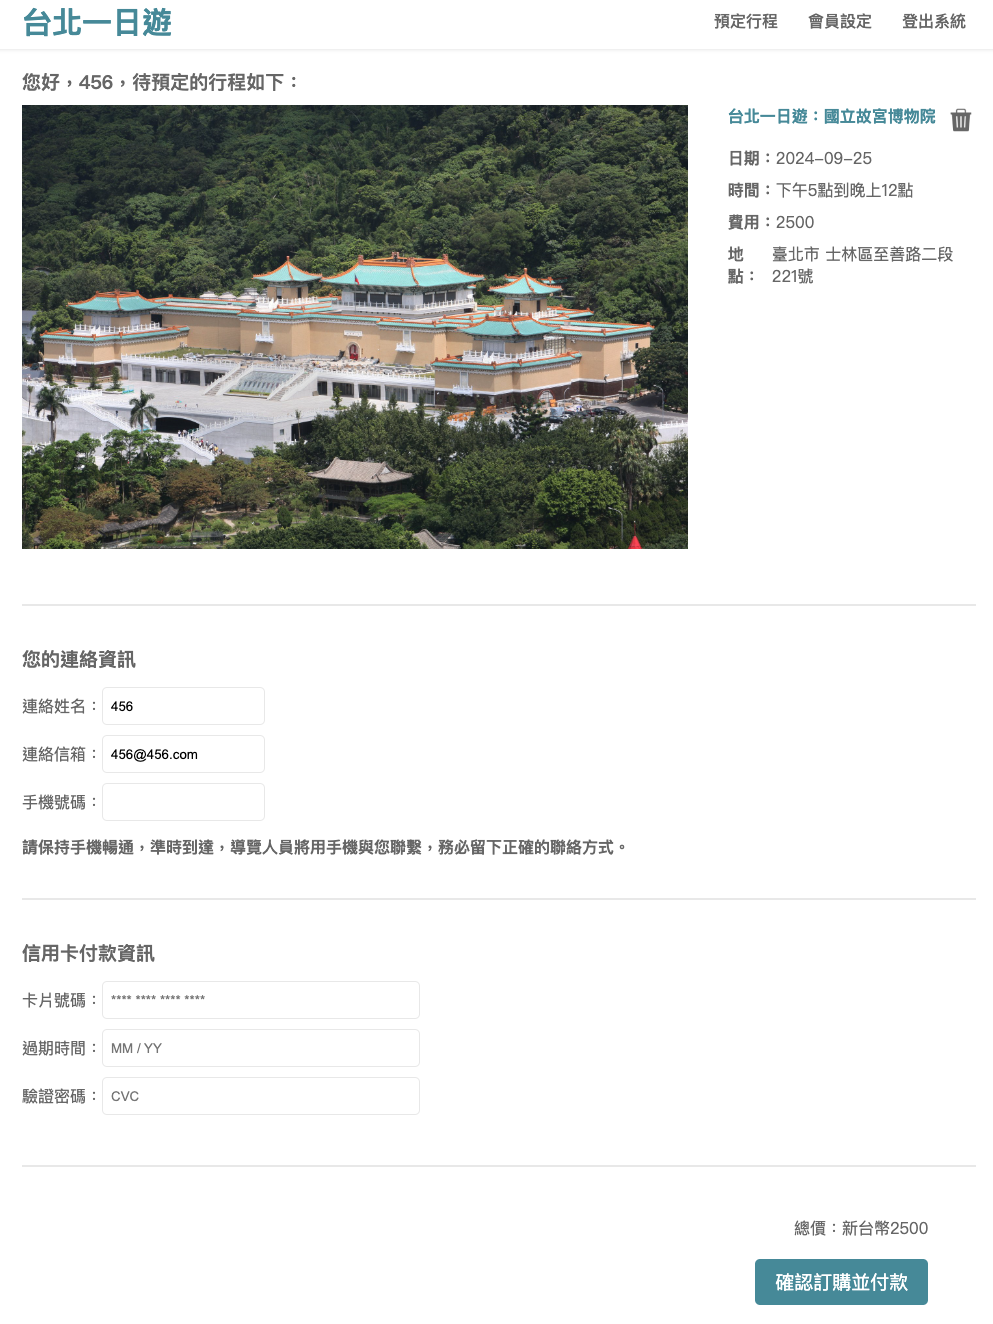 台北一日遊
預定行程 會員設定 登出系統
您好，456，待預定的行程如下：
台北一日遊：國立故宮博物院
日期：2024-09-25
時間：下午5點到晚上12點
費用：2500
地點：臺北市 士林區至善路二段
221號
您的連絡資訊
連絡姓名：456
連絡信箱：456@456.com
手機號碼：
請保持手機暢通，準時到達，導覽人員將用手機與您聯繫，務必留下正確的聯絡方式。
信用卡付款資訊
卡片號碼：**** **** **** ****
過期時間：MM / YY
驗證密碼：CVC
總價：新台幣2500
確認訂購並付款